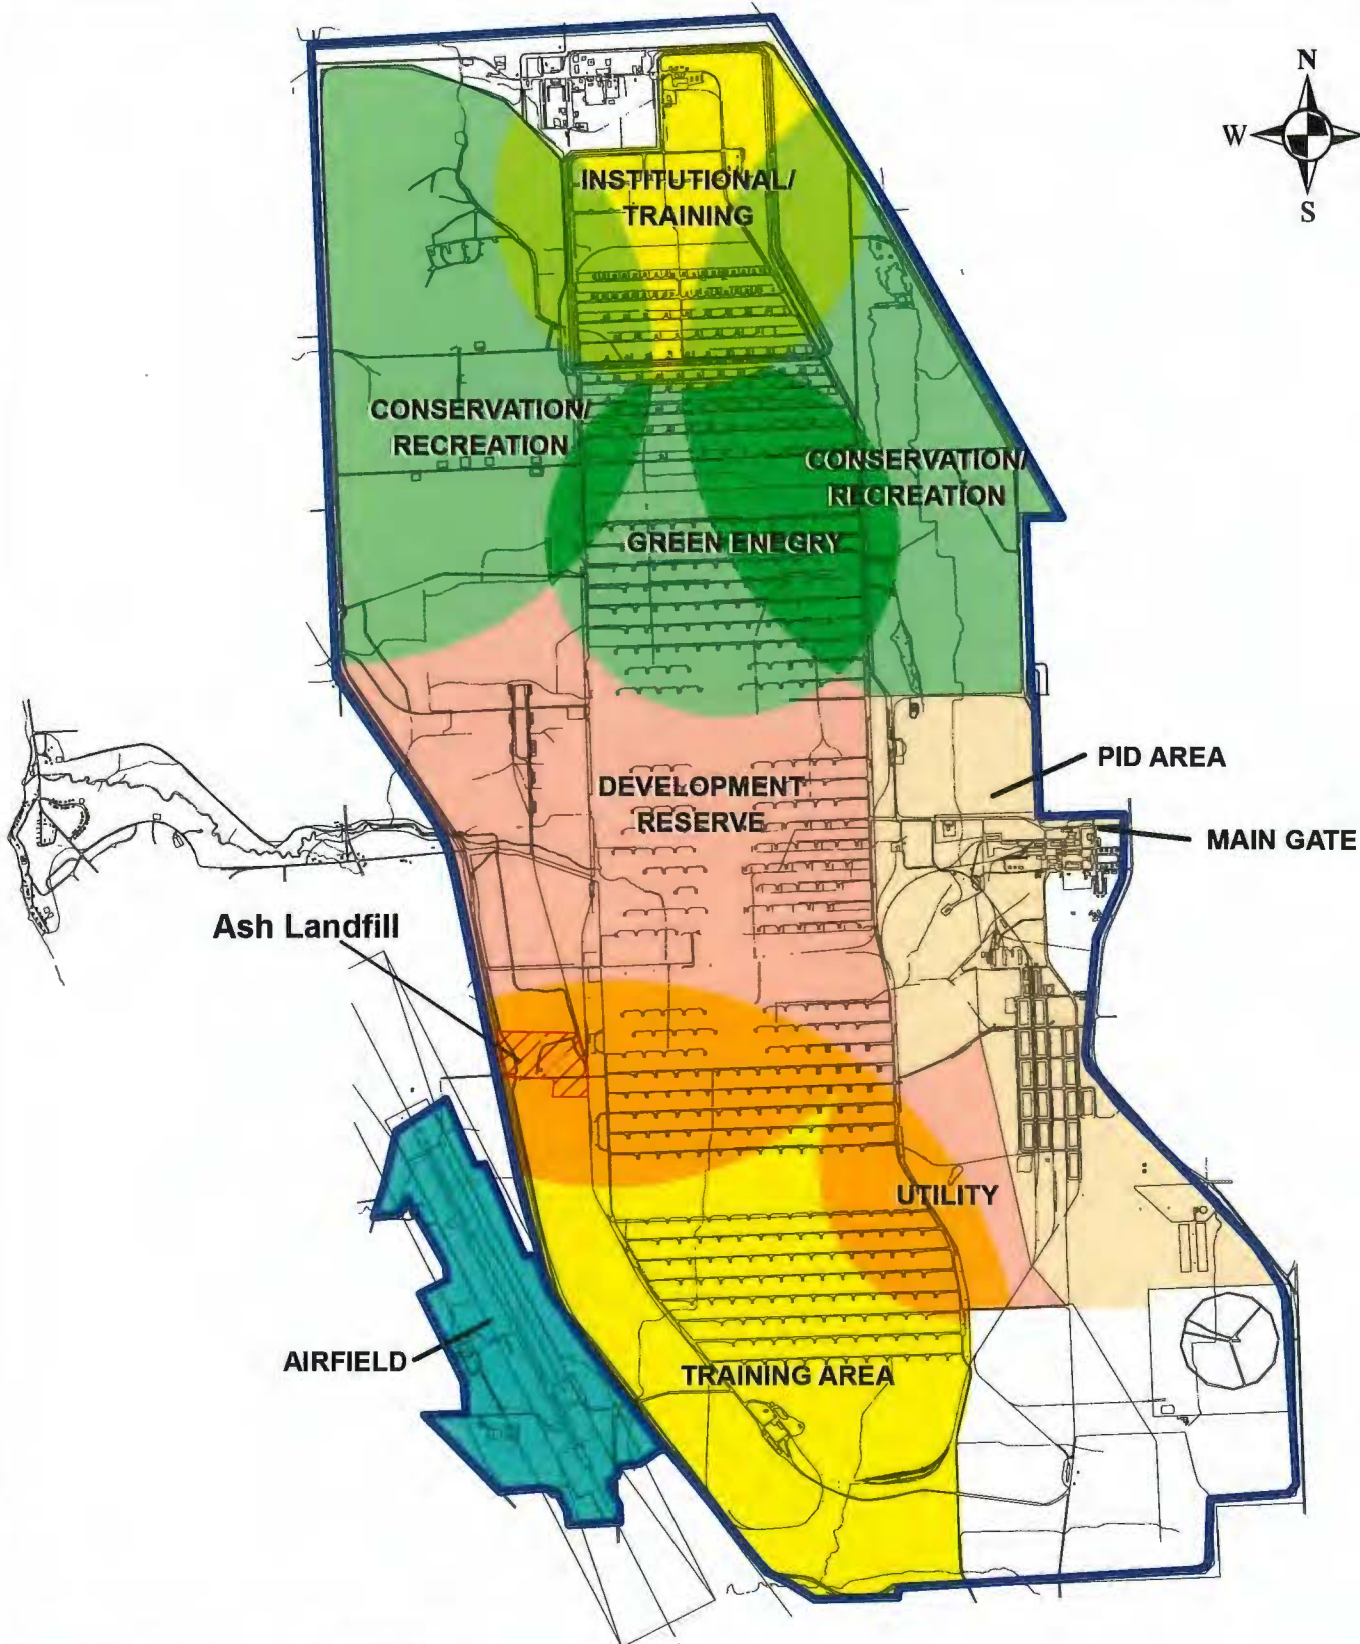 N
W
S
INSTITUTIONAL/
TRAINING
CONSERVATION/
RECREATION
CONSERVATION/
RECREATION
GREEN ENEGRY
PID AREA
DEVELOPMENT
RESERVE
MAIN GATE
Ash Landfill
UTILITY
AIRFIELD
TRAINING AREA